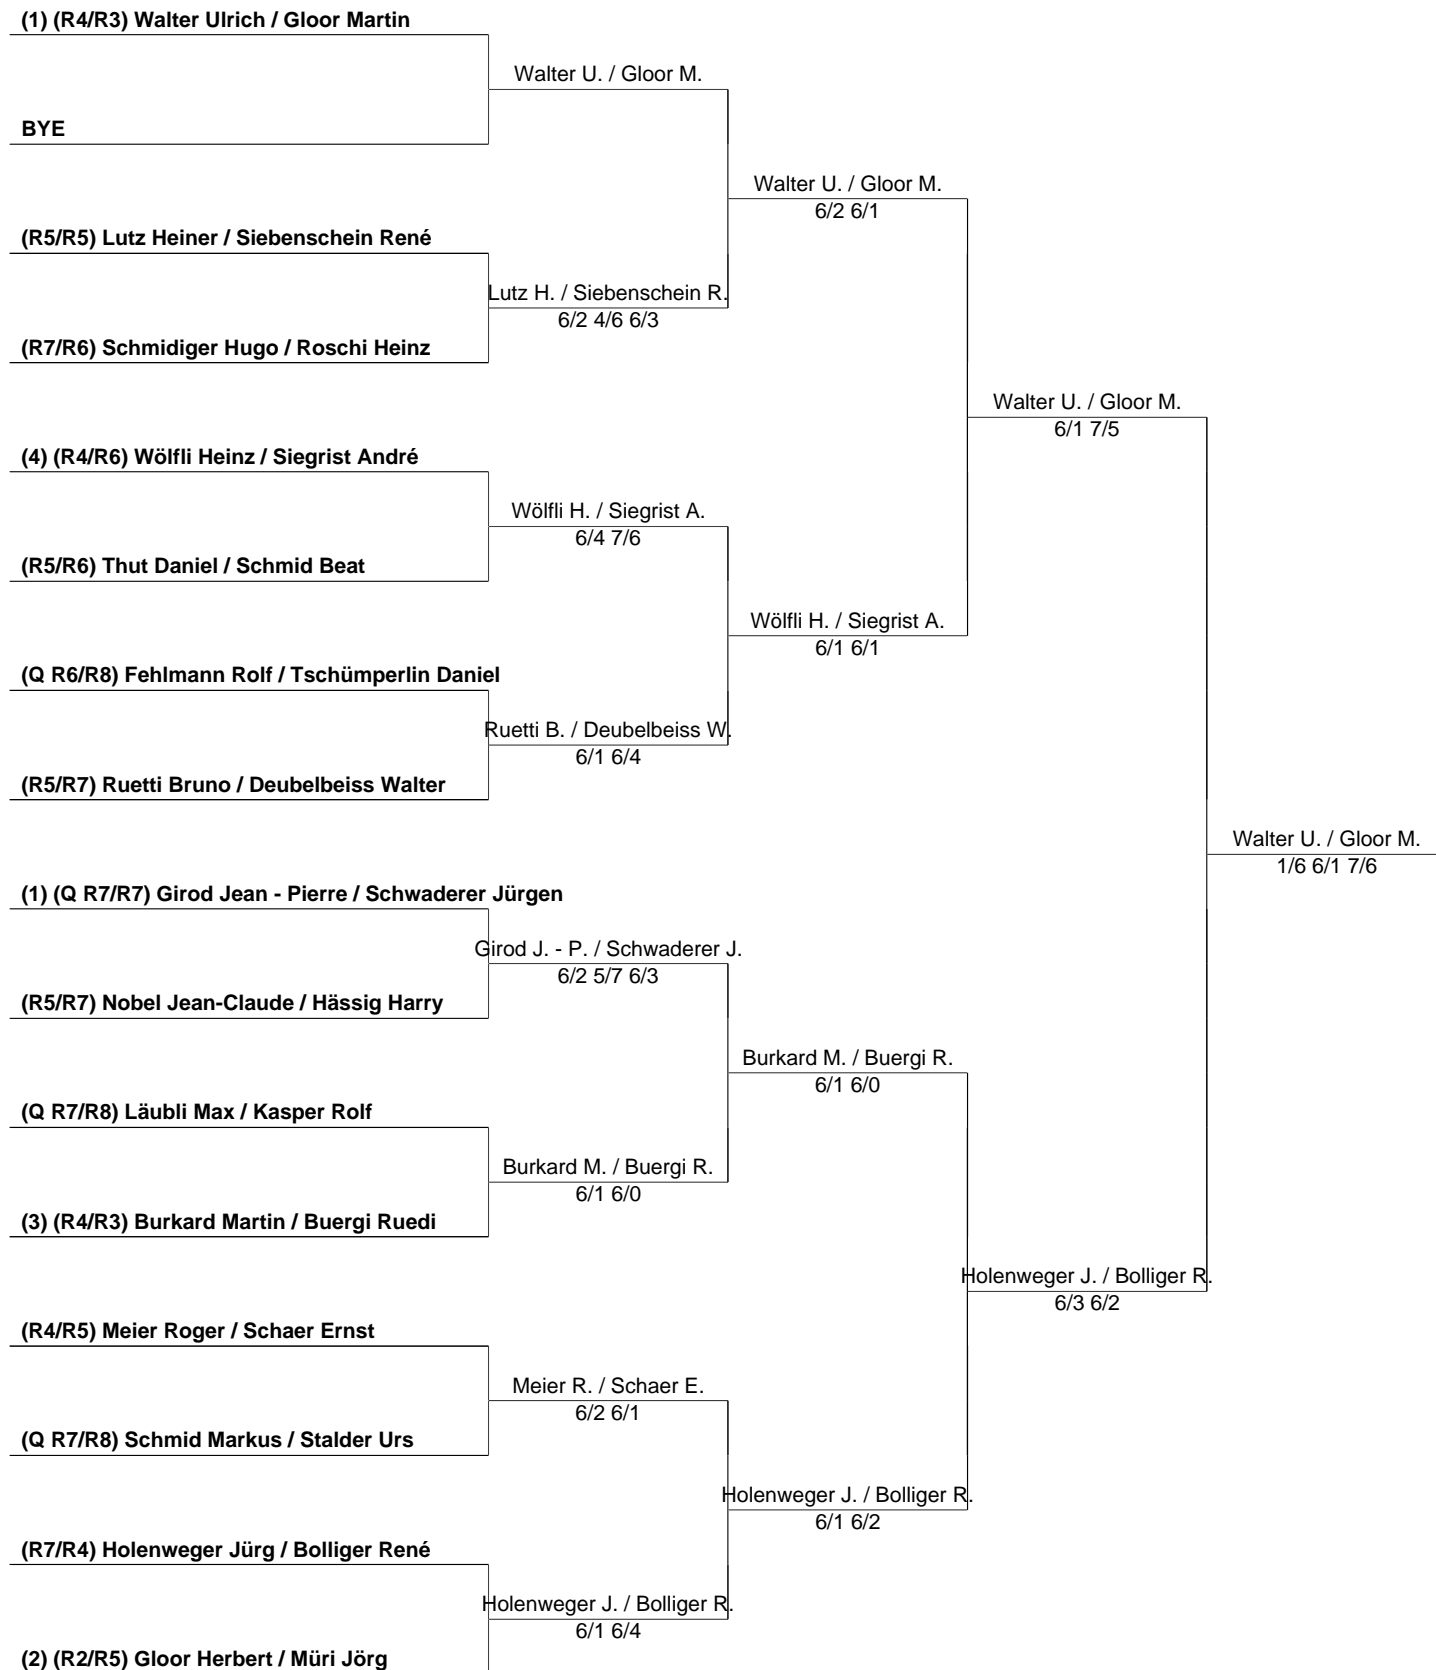 (1) (R4/R3) Walter Ulrich / Gloor Martin
Walter U. / Gloor M.
BYE
Walter U. / Gloor M.
6/2 6/1
(R5/R5) Lutz Heiner / Siebenschein René
Lutz H. / Siebenschein R.
6/2 4/6 6/3
(R7/R6) Schmidiger Hugo / Roschi Heinz
Walter U. / Gloor M.
6/1 7/5
(4) (R4/R6) Wölfli Heinz / Siegrist André
Wölfli H. / Siegrist A.
6/4 7/6
(R5/R6) Thut Daniel / Schmid Beat
Wölfli H. / Siegrist A.
6/1 6/1
(Q R6/R8) Fehlmann Rolf / Tschümperlin Daniel
Ruetti B. / Deubelbeiss W.
6/1 6/4
(R5/R7) Ruetti Bruno / Deubelbeiss Walter
Walter U. / Gloor M.
1/6 6/1 7/6
(1) (Q R7/R7) Girod Jean - Pierre / Schwaderer Jürgen
Girod J. - P. / Schwaderer J.
6/2 5/7 6/3
(R5/R7) Nobel Jean-Claude / Hässig Harry
Burkard M. / Buergi R.
6/1 6/0
(Q R7/R8) Läubli Max / Kasper Rolf
Burkard M. / Buergi R.
6/1 6/0
(3) (R4/R3) Burkard Martin / Buergi Ruedi
Holenweger J. / Bolliger R.
6/3 6/2
(R4/R5) Meier Roger / Schaer Ernst
Meier R. / Schaer E.
6/2 6/1
(Q R7/R8) Schmid Markus / Stalder Urs
Holenweger J. / Bolliger R.
6/1 6/2
(R7/R4) Holenweger Jürg / Bolliger René
Holenweger J. / Bolliger R.
6/1 6/4
(2) (R2/R5) Gloor Herbert / Müri Jörg